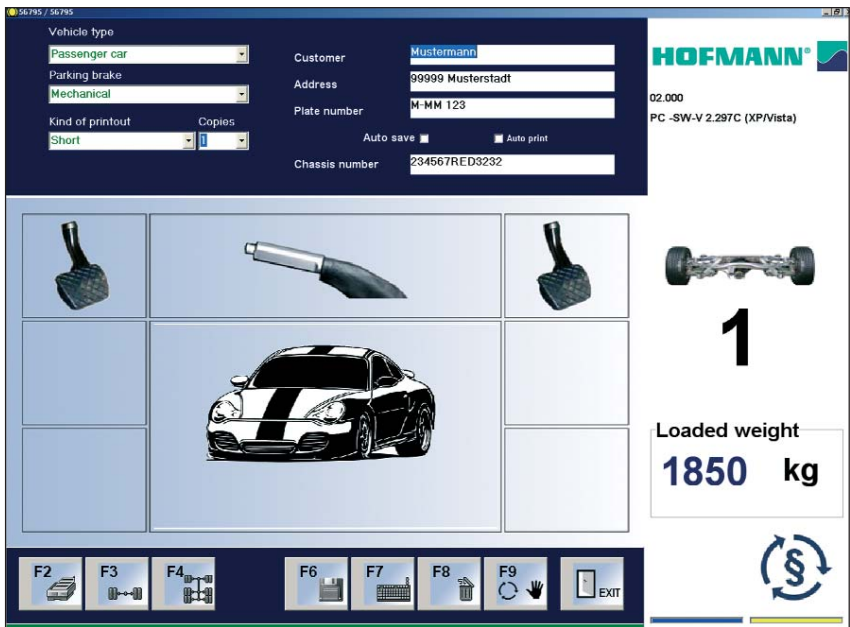 56795 / 56795
Vehicle type
Passenger car
Parking brake
Mechanical
Kind of printout Copies
Short 1
Customer Mustermann
Address 99999 Musterstadt
Plate number M-MM 123
Auto save Auto print
Chassis number 234567RED3232
HOFMANN®
02.000
PC -SW-V 2.297C (XP/Vista)
1
Loaded weight
1850 kg
F2 F3 F4 F6 F7 F8 F9 EXIT
§